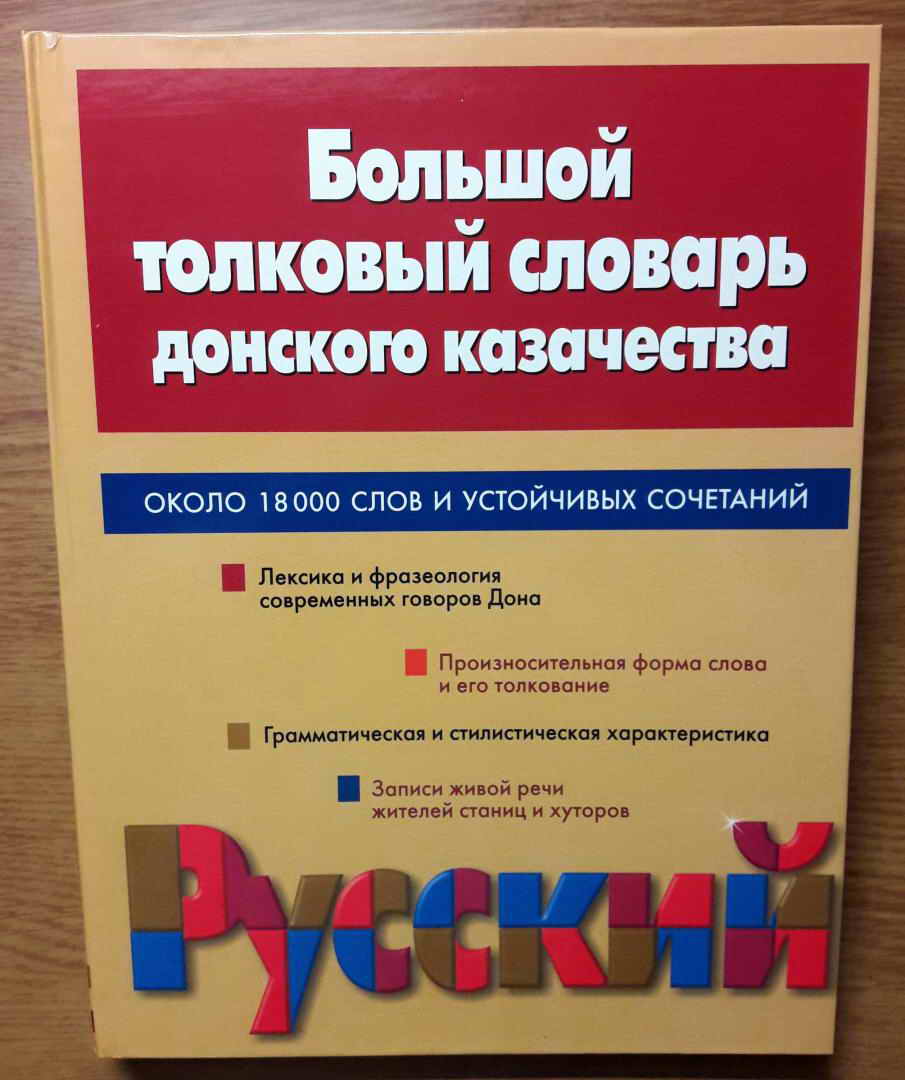 Большой
толковый словарь
донского казачества
ОКОЛО 18 000 СЛОВ И УСТОЙЧИВЫХ СОЧЕТАНИЙ
Лексика и фразеология
современных говоров Дона
Произносительная форма слова
и его толкование
Грамматическая и стилистическая характеристика
Записи живой речи
жителей станиц и хуторов
Русский